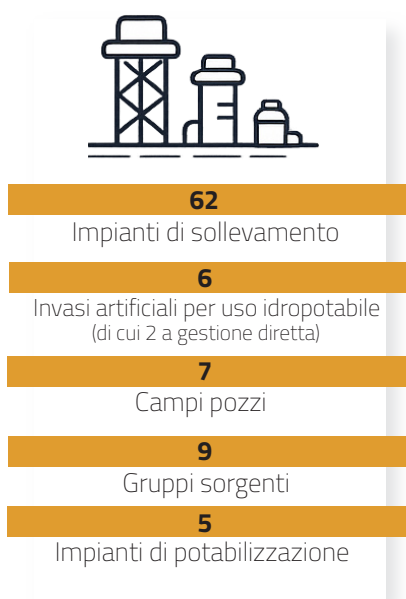 62
Impianti di sollevamento
6
Invasi artificiali per uso idropotabile
(di cui 2 a gestione diretta)
7
Campi pozzi
9
Gruppi sorgenti
5
Impianti di potabilizzazione